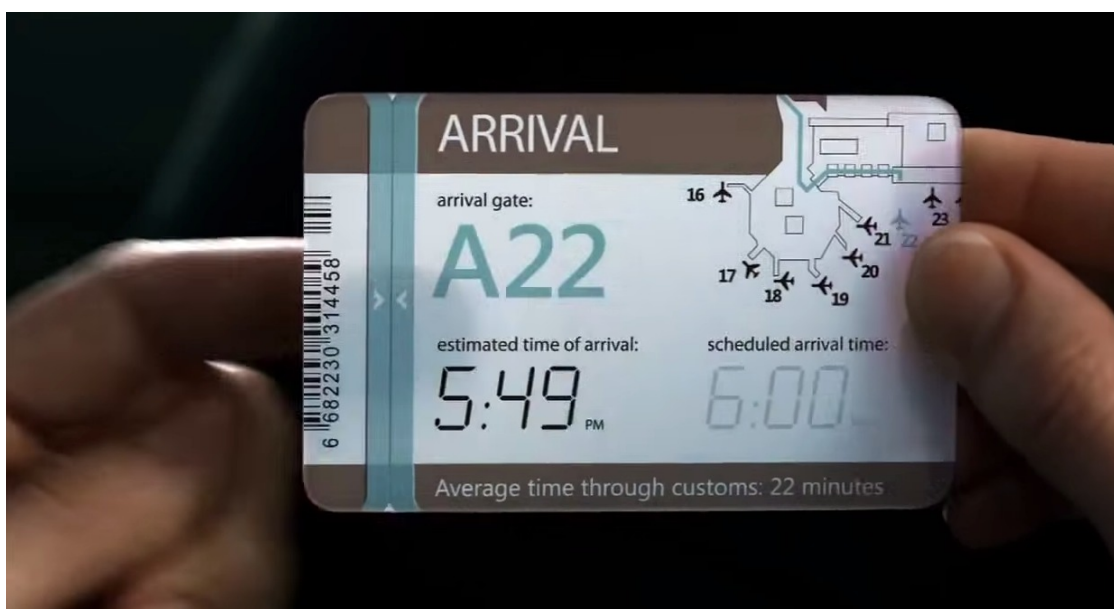 ARRIVAL
arrival gate:
A22
16
17
18
19
20
21
22
23
estimated time of arrival:
5:49 PM
scheduled arrival time:
6:00
Average time through customs: 22 minutes
6 682230 314458